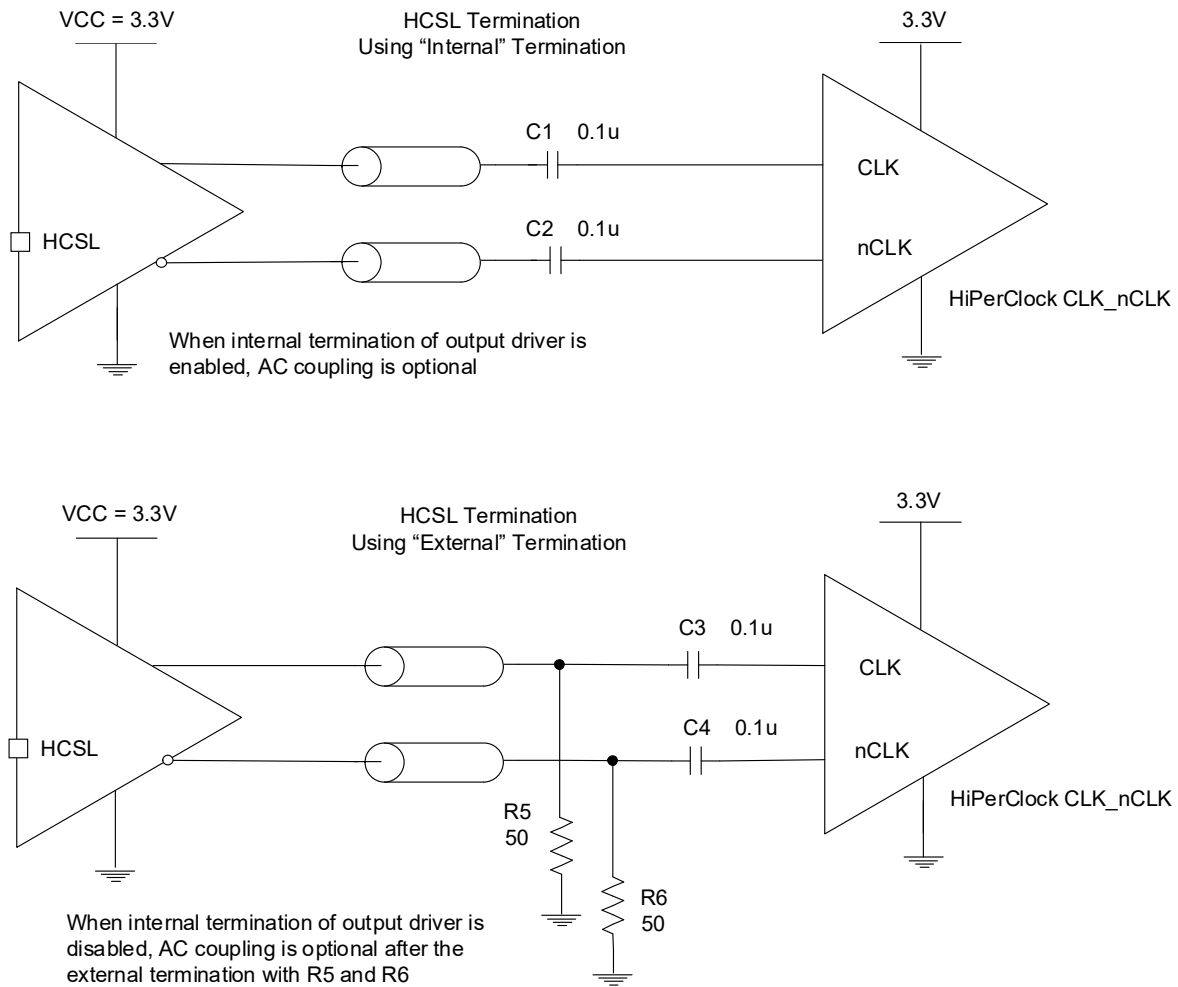 VCC = 3.3V
HCSL Termination
Using “Internal” Termination
3.3V
C1 0.1u
CLK
HCSL
C2 0.1u
nCLK
HiPerClock CLK_nCLK
When internal termination of output driver is
enabled, AC coupling is optional
VCC = 3.3V
HCSL Termination
Using “External” Termination
3.3V
C3 0.1u
CLK
HCSL
C4 0.1u
nCLK
HiPerClock CLK_nCLK
R5
50
R6
50
When internal termination of output driver is
disabled, AC coupling is optional after the
external termination with R5 and R6